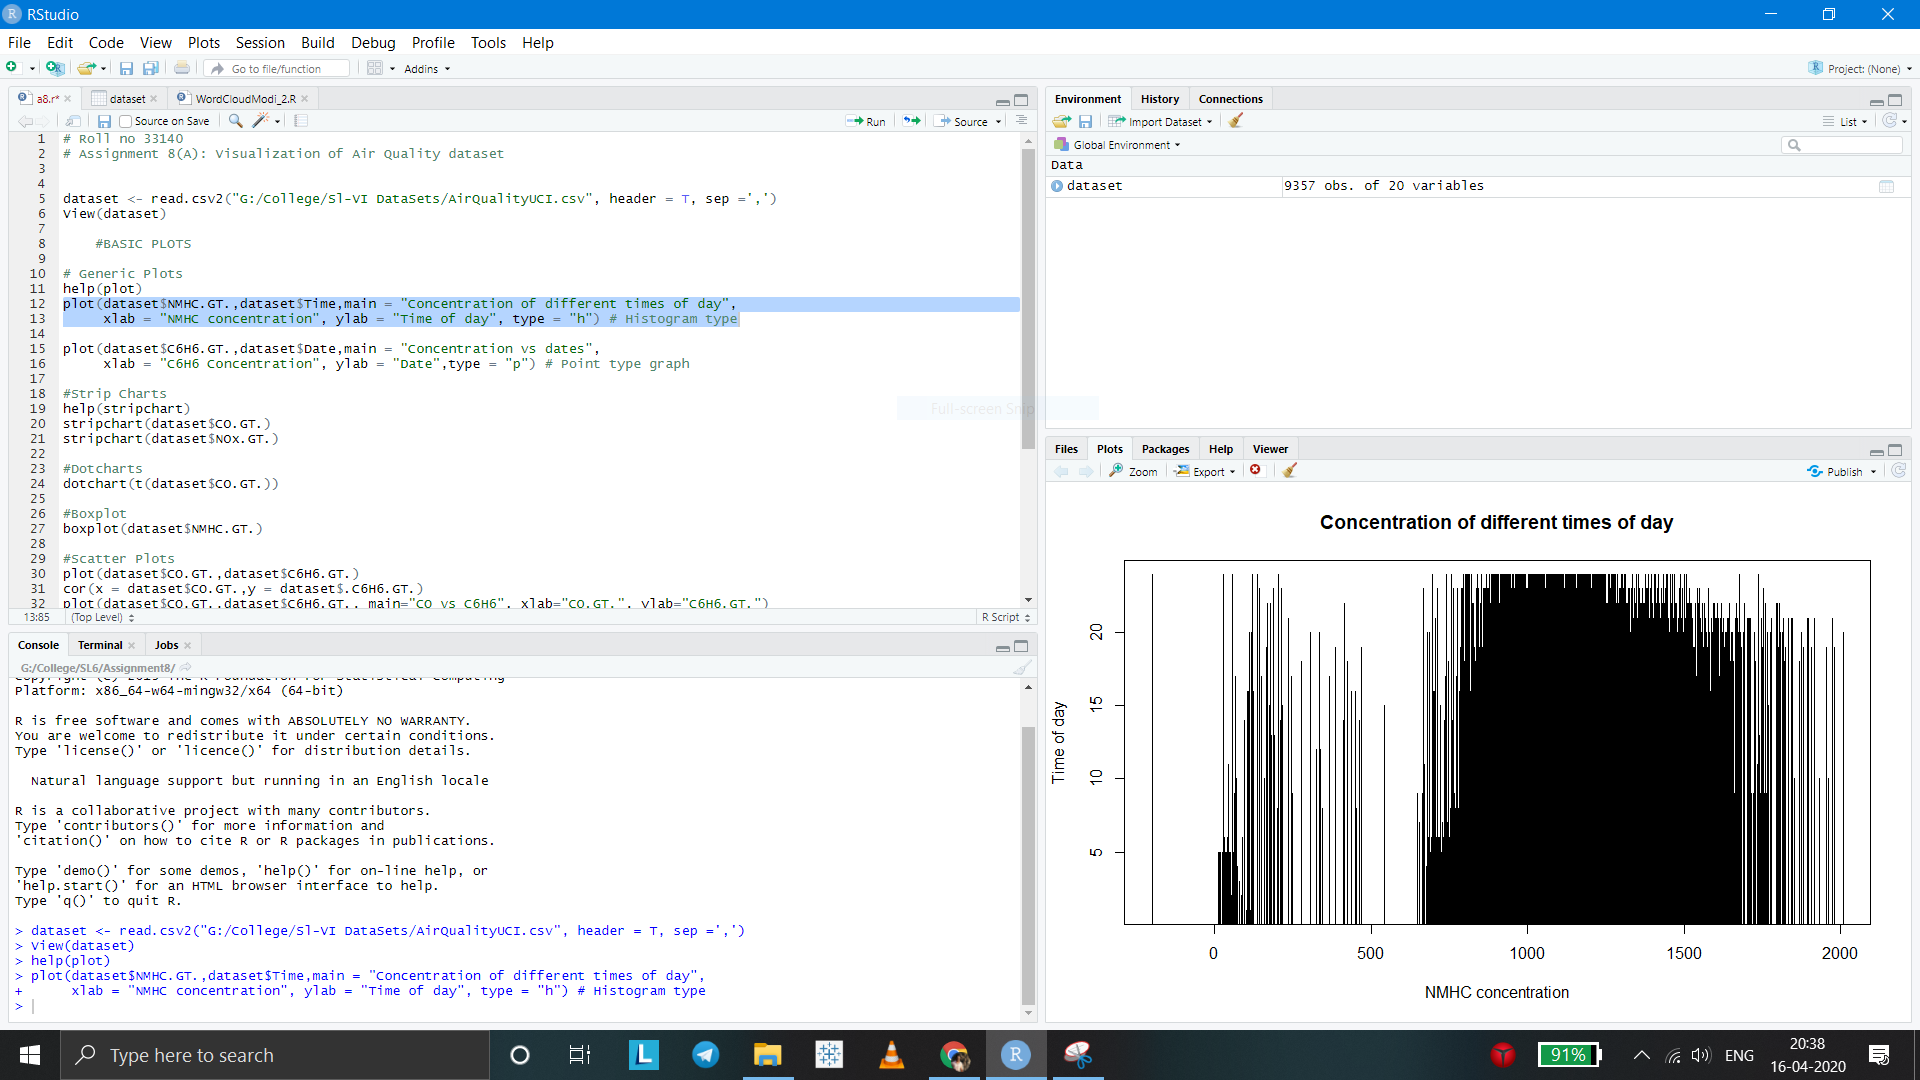 RStudio
File Edit Code View Plots Session Build Debug Profile Tools Help
Go to file/function Addins Project: (None)
a8.r* dataset WordCloudModi_2.R
Source on Save Run Source
1 # Roll no 33140
2 # Assignment 8(A): Visualization of Air Quality dataset
3
4
5 dataset <- read.csv2("G:/College/Sl-VI DataSets/AirQualityUCI.csv", header = T, sep =',')
6 View(dataset)
7
8 #BASIC PLOTS
9
10 # Generic Plots
11 help(plot)
12 plot(dataset$NMHC.GT.,dataset$Time,main = "Concentration of different times of day",
13 xlab = "NMHC concentration", ylab = "Time of day", type = "h") # Histogram type
14
15 plot(dataset$C6H6.GT.,dataset$Date,main = "Concentration vs dates",
16 xlab = "C6H6 Concentration", ylab = "Date",type = "p") # Point type graph
17
18 #Strip Charts
19 help(stripchart)
20 stripchart(dataset$CO.GT.)
21 stripchart(dataset$NOx.GT.)
22
23 #Dotcharts
24 dotchart(t(dataset$CO.GT.))
25
26 #Boxplot
27 boxplot(dataset$NMHC.GT.)
28
29 #Scatter Plots
30 plot(dataset$CO.GT.,dataset$C6H6.GT.)
31 cor(x = dataset$CO.GT.,y = dataset$.C6H6.GT.)
32 plot(dataset$CO.GT.,dataset$C6H6.GT., main="CO vs C6H6", xlab="CO.GT.", ylab="C6H6.GT.")
13:85 (Top Level) R Script
Console Terminal Jobs
G:/College/SL6/Assignment8/
Copyright (C) 2019 The R Foundation for Statistical Computing
Platform: x86_64-w64-mingw32/x64 (64-bit)
R is free software and comes with ABSOLUTELY NO WARRANTY.
You are welcome to redistribute it under certain conditions.
Type 'license()' or 'licence()' for distribution details.
Natural language support but running in an English locale
R is a collaborative project with many contributors.
Type 'contributors()' for more information and
'citation()' on how to cite R or R packages in publications.
Type 'demo()' for some demos, 'help()' for on-line help, or
'help.start()' for an HTML browser interface to help.
Type 'q()' to quit R.
> dataset <- read.csv2("G:/College/Sl-VI DataSets/AirQualityUCI.csv", header = T, sep =',')
> View(dataset)
> help(plot)
> plot(dataset$NMHC.GT.,dataset$Time,main = "Concentration of different times of day",
+ xlab = "NMHC concentration", ylab = "Time of day", type = "h") # Histogram type
>
Environment History Connections
Import Dataset List
Global Environment
Data
dataset 9357 obs. of 20 variables
Full-screen Snip
Files Plots Packages Help Viewer
Zoom Export Publish
Concentration of different times of day
Time of day
20
15
10
5
0 500 1000 1500 2000
NMHC concentration
Type here to search
L
R
91%
ENG
20:38
16-04-2020